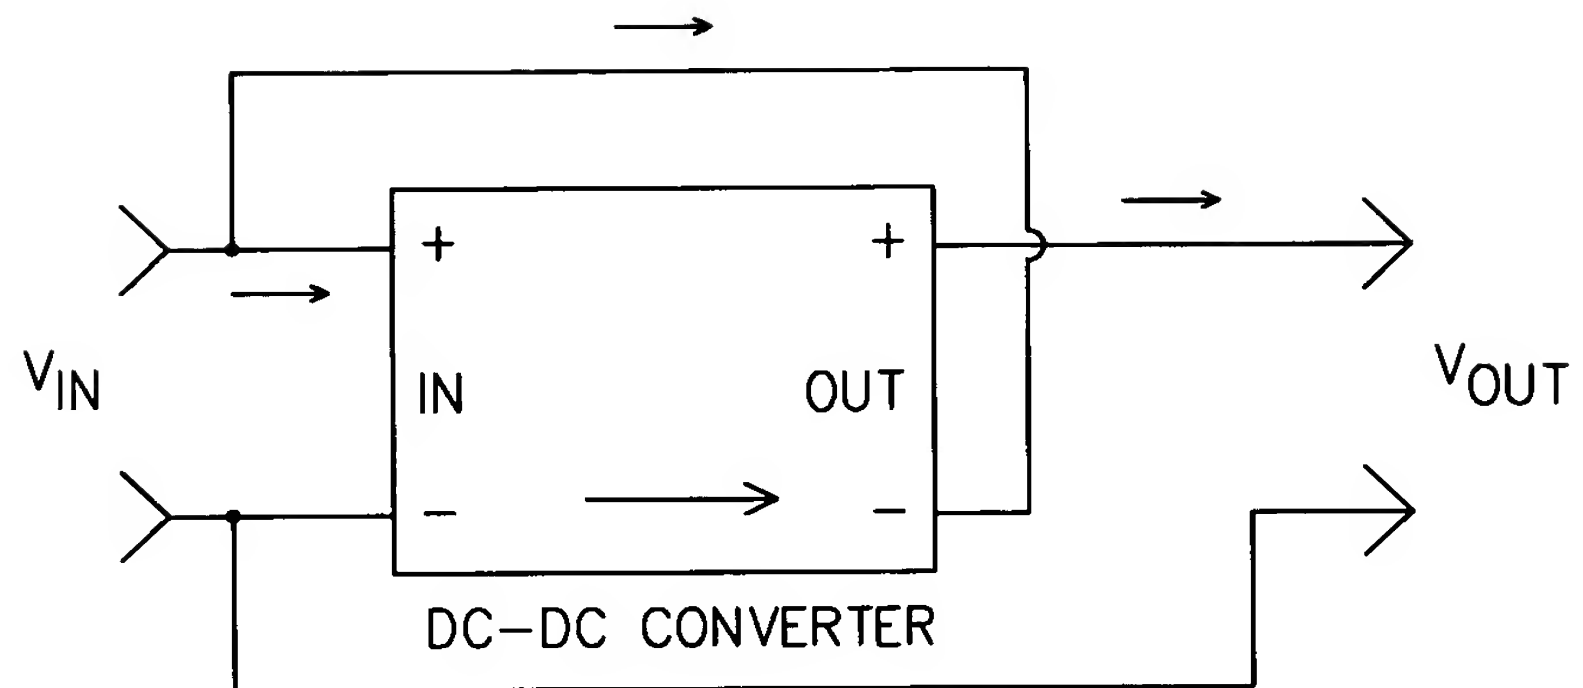 + +
V_IN IN OUT V_OUT
− −
DC−DC CONVERTER